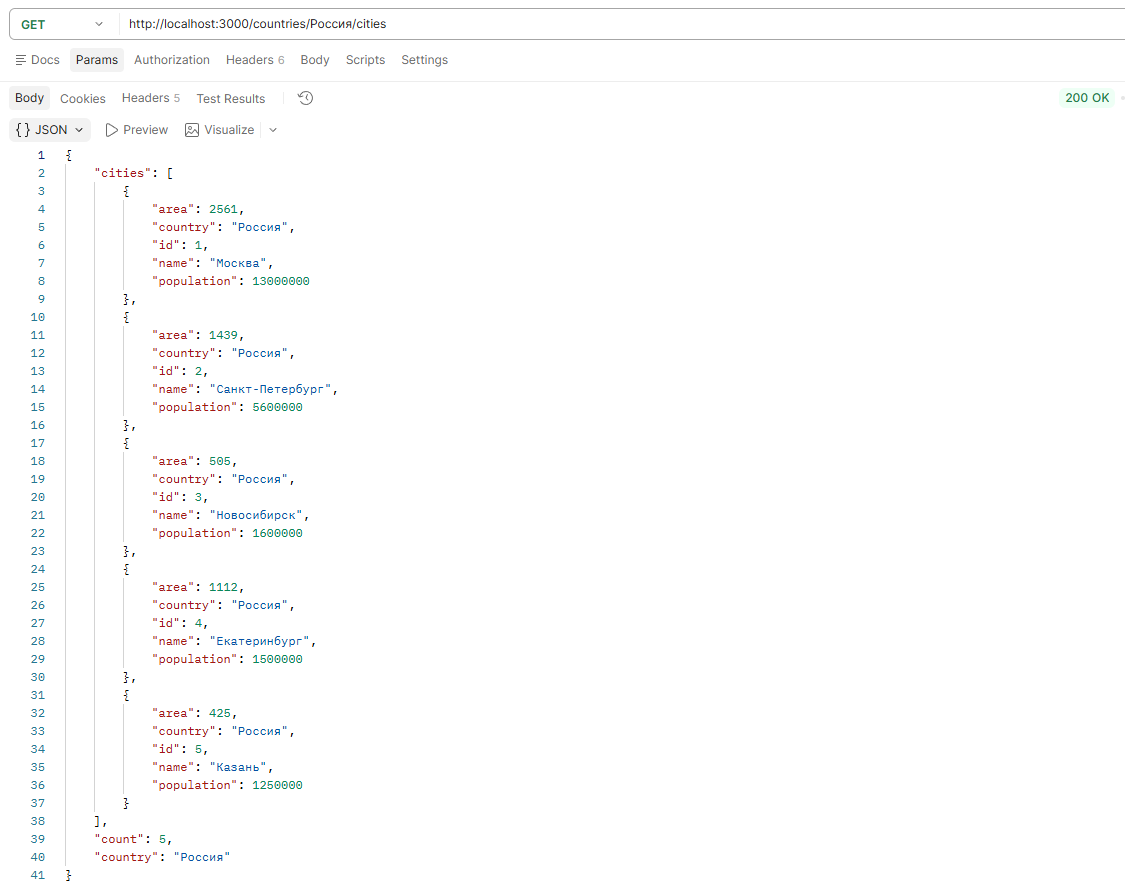 GET http://localhost:3000/countries/Россия/cities
Docs Params Authorization Headers 6 Body Scripts Settings
Body Cookies Headers 5 Test Results 200 OK
{} JSON Preview Visualize
1 {
2 "cities": [
3 {
4 "area": 2561,
5 "country": "Россия",
6 "id": 1,
7 "name": "Москва",
8 "population": 13000000
9 },
10 {
11 "area": 1439,
12 "country": "Россия",
13 "id": 2,
14 "name": "Санкт-Петербург",
15 "population": 5600000
16 },
17 {
18 "area": 505,
19 "country": "Россия",
20 "id": 3,
21 "name": "Новосибирск",
22 "population": 1600000
23 },
24 {
25 "area": 1112,
26 "country": "Россия",
27 "id": 4,
28 "name": "Екатеринбург",
29 "population": 1500000
30 },
31 {
32 "area": 425,
33 "country": "Россия",
34 "id": 5,
35 "name": "Казань",
36 "population": 1250000
37 }
38 ],
39 "count": 5,
40 "country": "Россия"
41 }